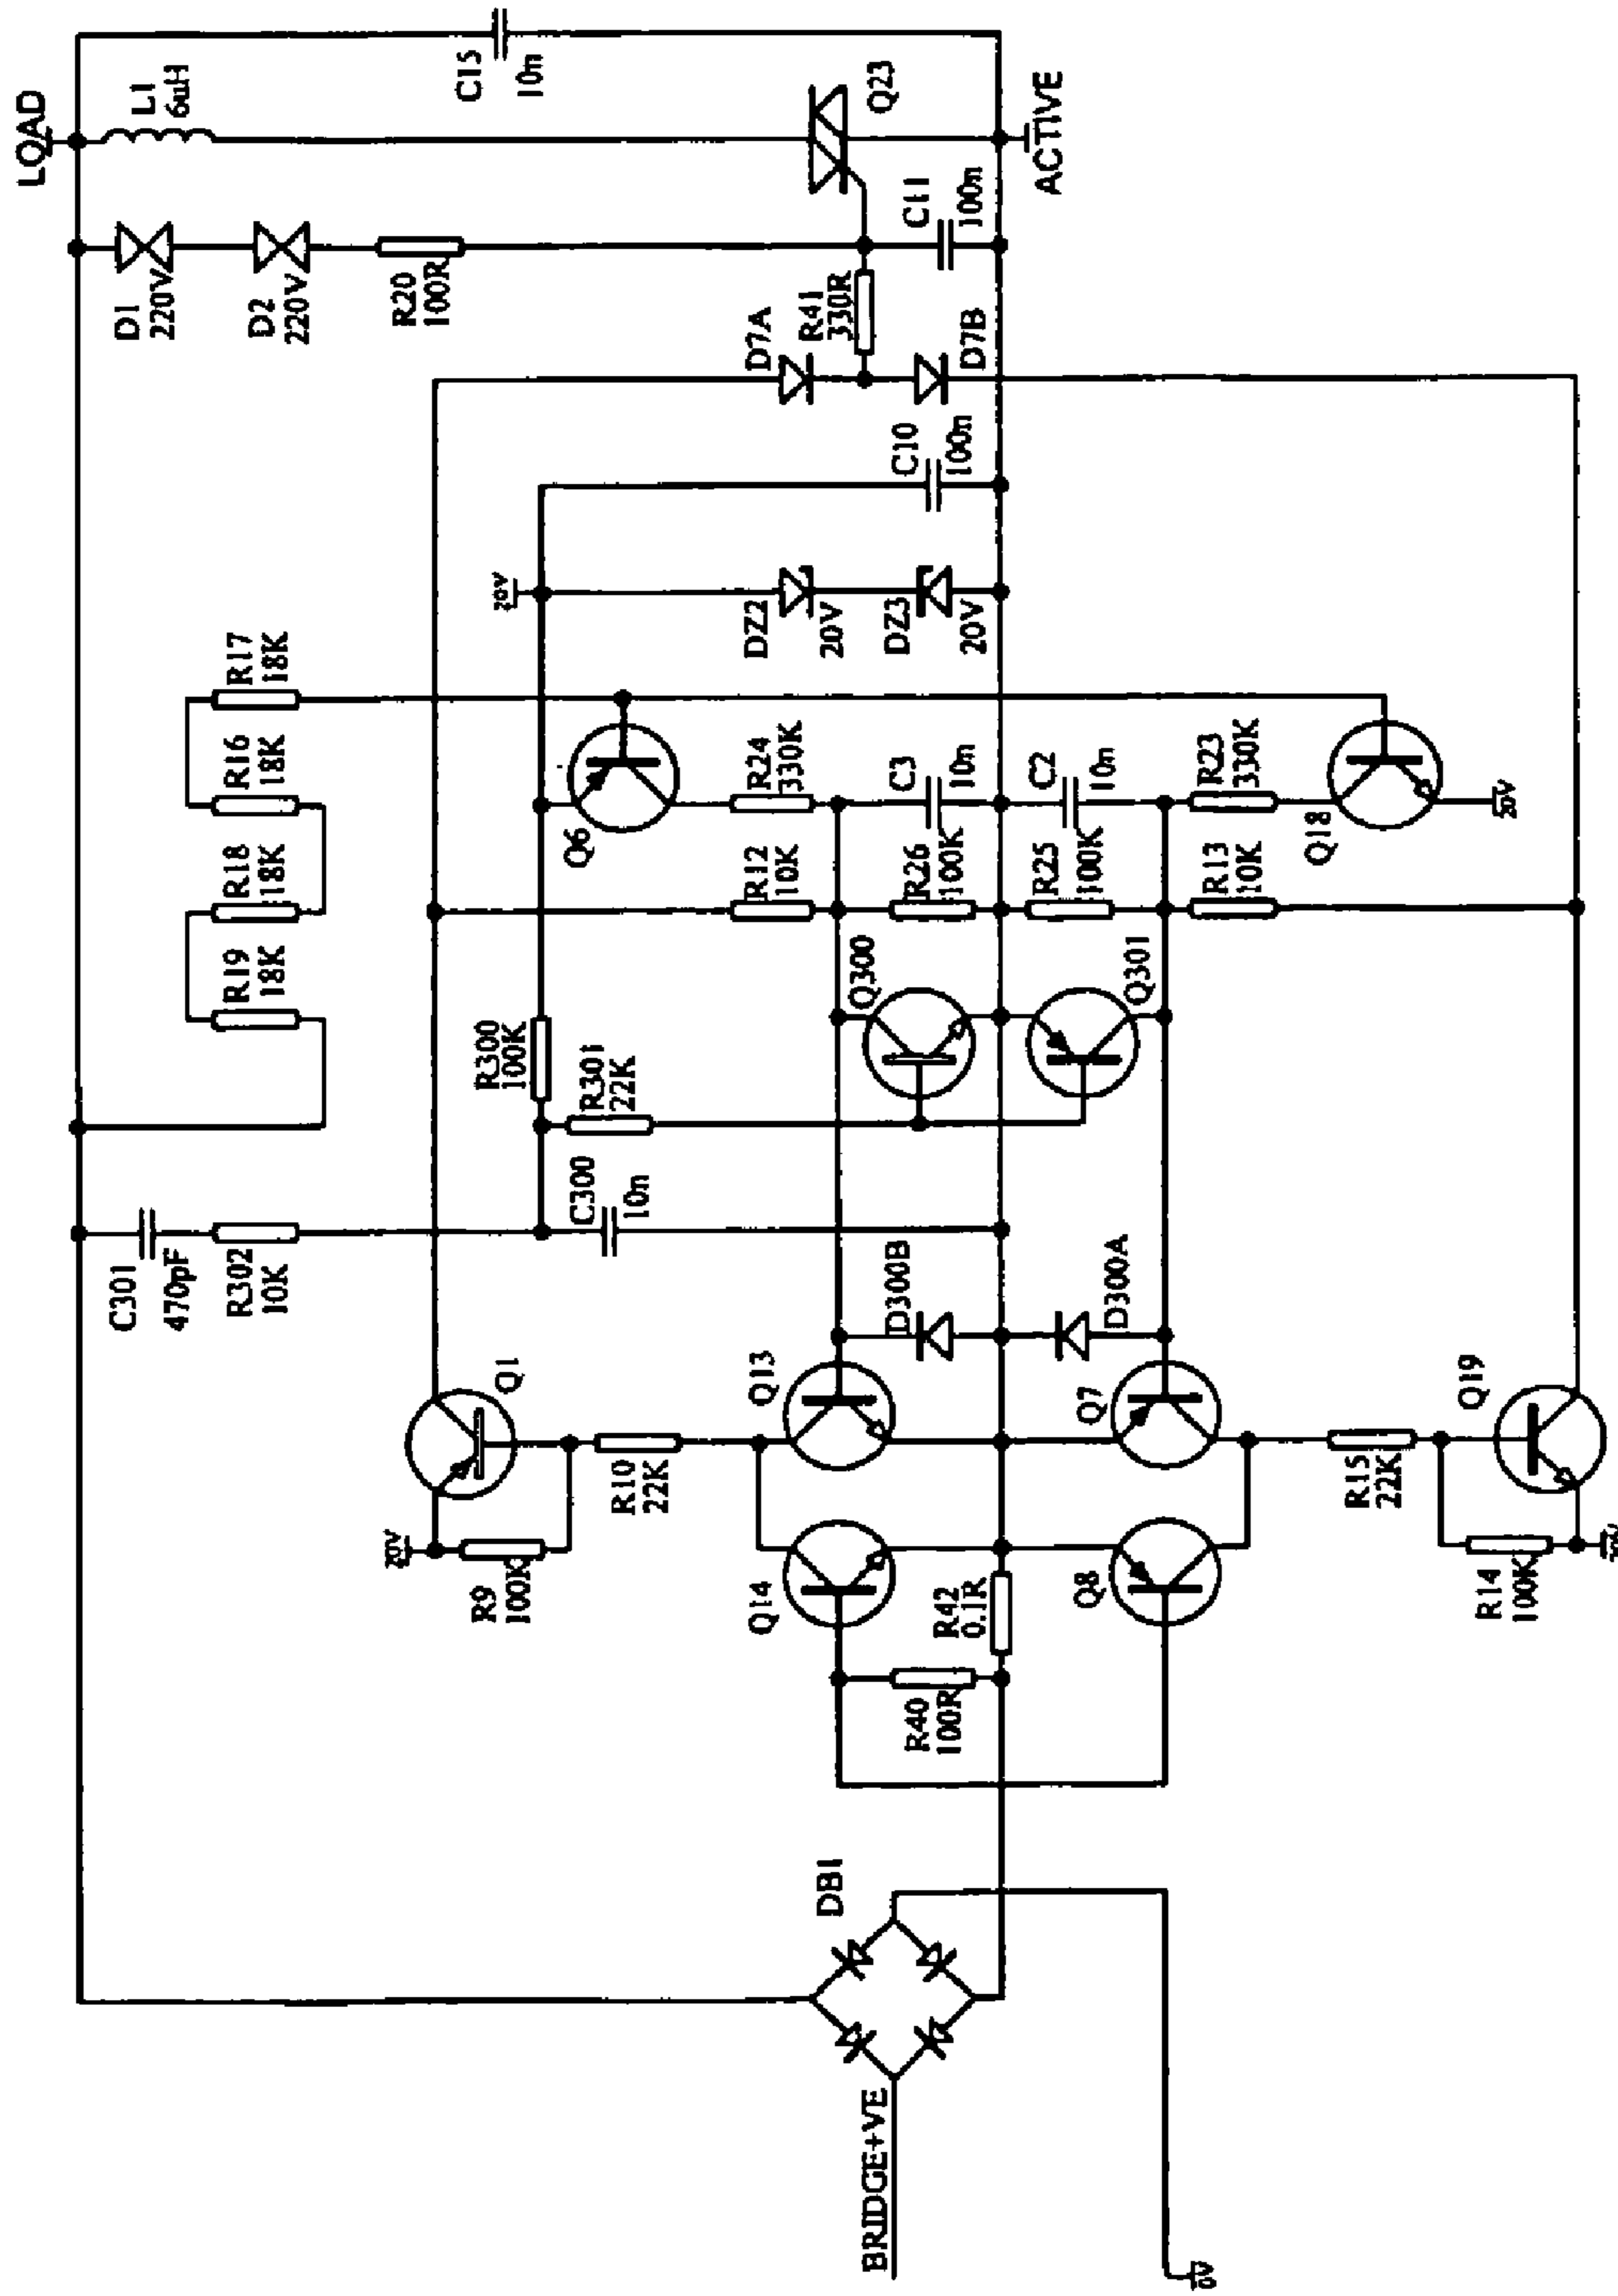 LOAD
L1
6uH
C15
10n
Q23
ACTIVE
D1
220V
D2
220V
R20
100R
C11
100n
R41
330R
D7A
D7B
C10
100n
20V
DZ2
20V
DZ3
20V
R17
18K
R16
18K
R18
18K
R19
18K
Q6
R24
330K
C3
10n
C2
10n
R23
330K
Q18
20V
R12
10K
R26
100K
R25
100K
R13
10K
Q300
Q301
R300
100K
R301
22K
C300
10n
C301
470pF
R302
10K
D300B
D300A
Q1
Q13
Q7
Q19
20V
R9
100K
R10
22K
Q14
R42
0.1R
Q8
R15
22K
R14
100K
20V
R40
100R
DB1
BRIDGE+VE
0V